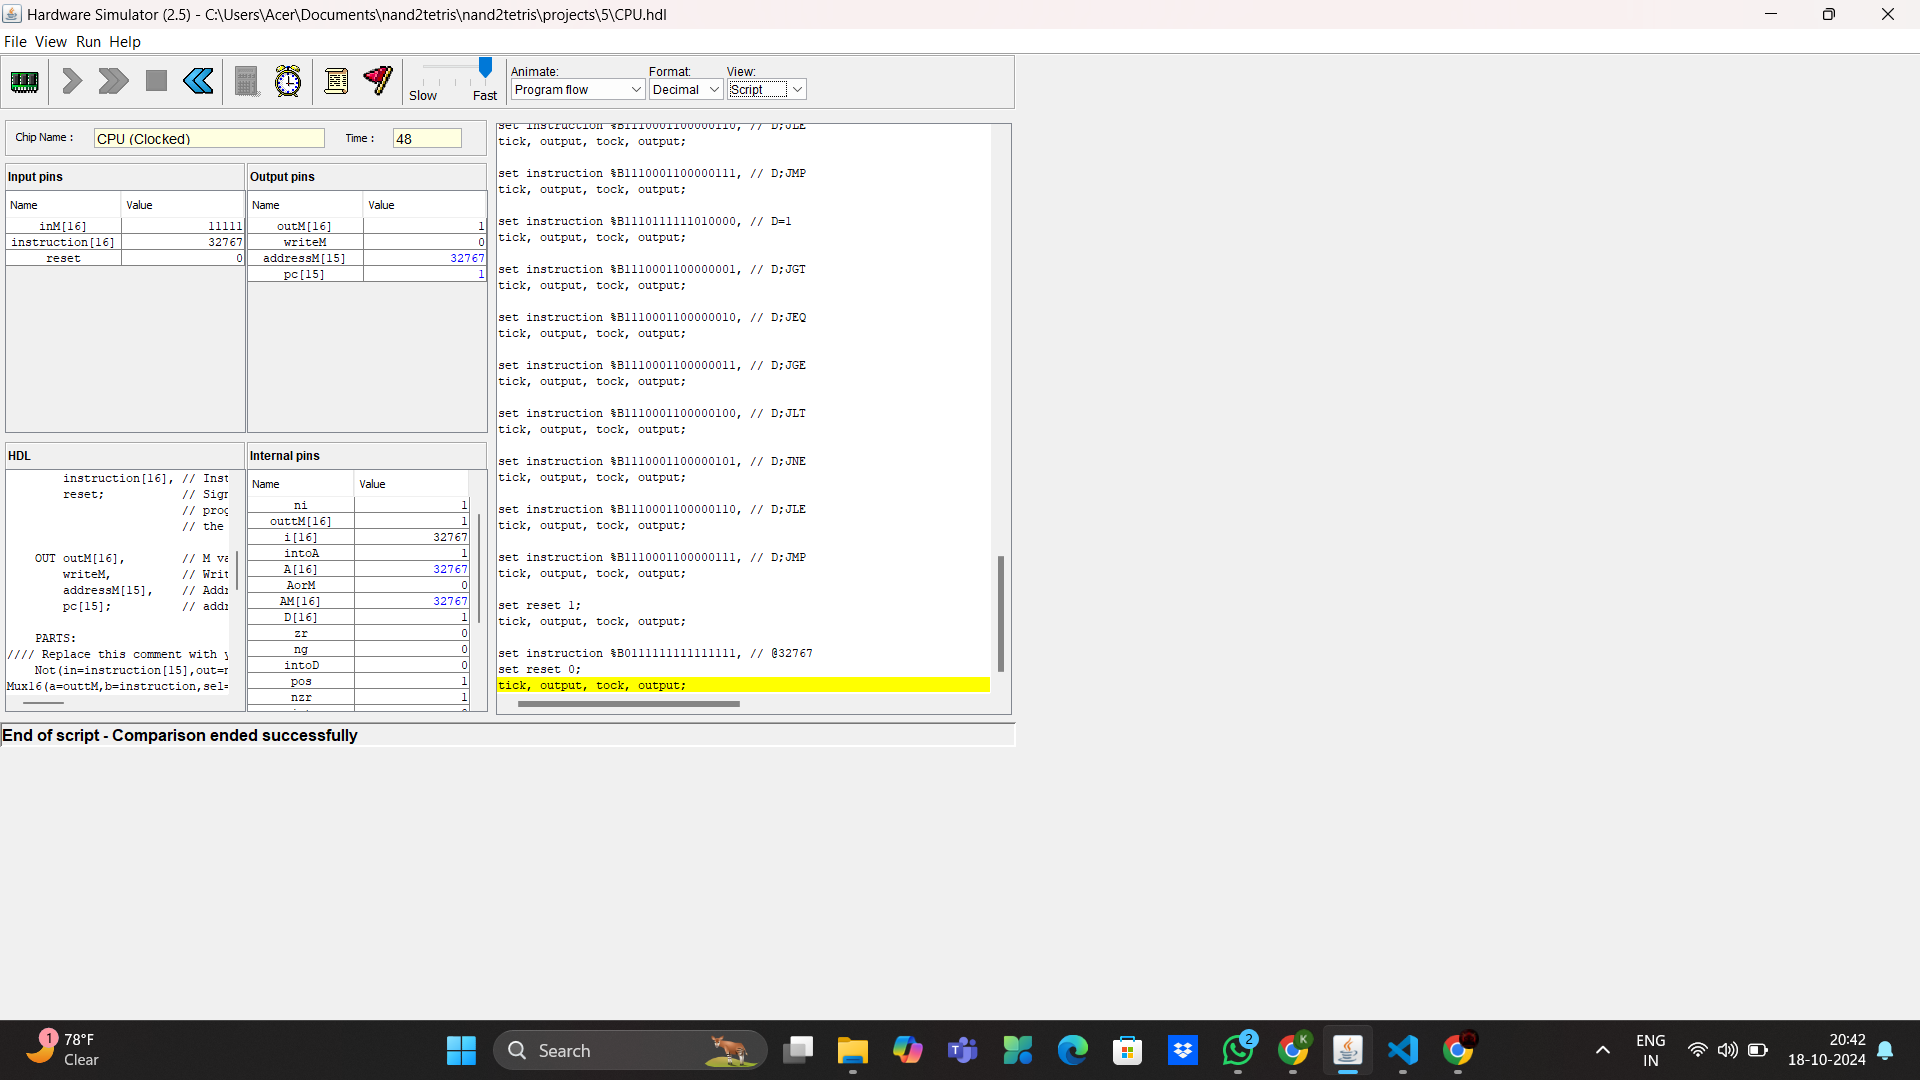 Hardware Simulator (2.5) - C:\Users\Acer\Documents\nand2tetris\nand2tetris\projects\5\CPU.hdl
File View Run Help
Slow Fast
Animate: Format: View:
Program flow Decimal Script
Chip Name : CPU (Clocked) Time : 48
Input pins
Name Value
inM[16] 11111
instruction[16] 32767
reset 0
Output pins
Name Value
outM[16] 1
writeM 0
addressM[15] 32767
pc[15] 1
HDL
instruction[16], // Inst
reset; // Sign
// prog
// the
OUT outM[16], // M va
writeM, // Writ
addressM[15], // Addr
pc[15]; // addr
PARTS:
//// Replace this comment with y
Not(in=instruction[15],out=n
Mux16(a=outtM,b=instruction,sel=
Internal pins
Name Value
ni 1
outtM[16] 1
i[16] 32767
intoA 1
A[16] 32767
AorM 0
AM[16] 32767
D[16] 1
zr 0
ng 0
intoD 0
pos 1
nzr 1
set instruction %B1110001100000110, // D;JLE
tick, output, tock, output;
set instruction %B1110001100000111, // D;JMP
tick, output, tock, output;
set instruction %B1110111111010000, // D=1
tick, output, tock, output;
set instruction %B1110001100000001, // D;JGT
tick, output, tock, output;
set instruction %B1110001100000010, // D;JEQ
tick, output, tock, output;
set instruction %B1110001100000011, // D;JGE
tick, output, tock, output;
set instruction %B1110001100000100, // D;JLT
tick, output, tock, output;
set instruction %B1110001100000101, // D;JNE
tick, output, tock, output;
set instruction %B1110001100000110, // D;JLE
tick, output, tock, output;
set instruction %B1110001100000111, // D;JMP
tick, output, tock, output;
set reset 1;
tick, output, tock, output;
set instruction %B0111111111111111, // @32767
set reset 0;
tick, output, tock, output;
End of script - Comparison ended successfully
1
78°F
Clear
Search
2
K
ENG
IN
20:42
18-10-2024